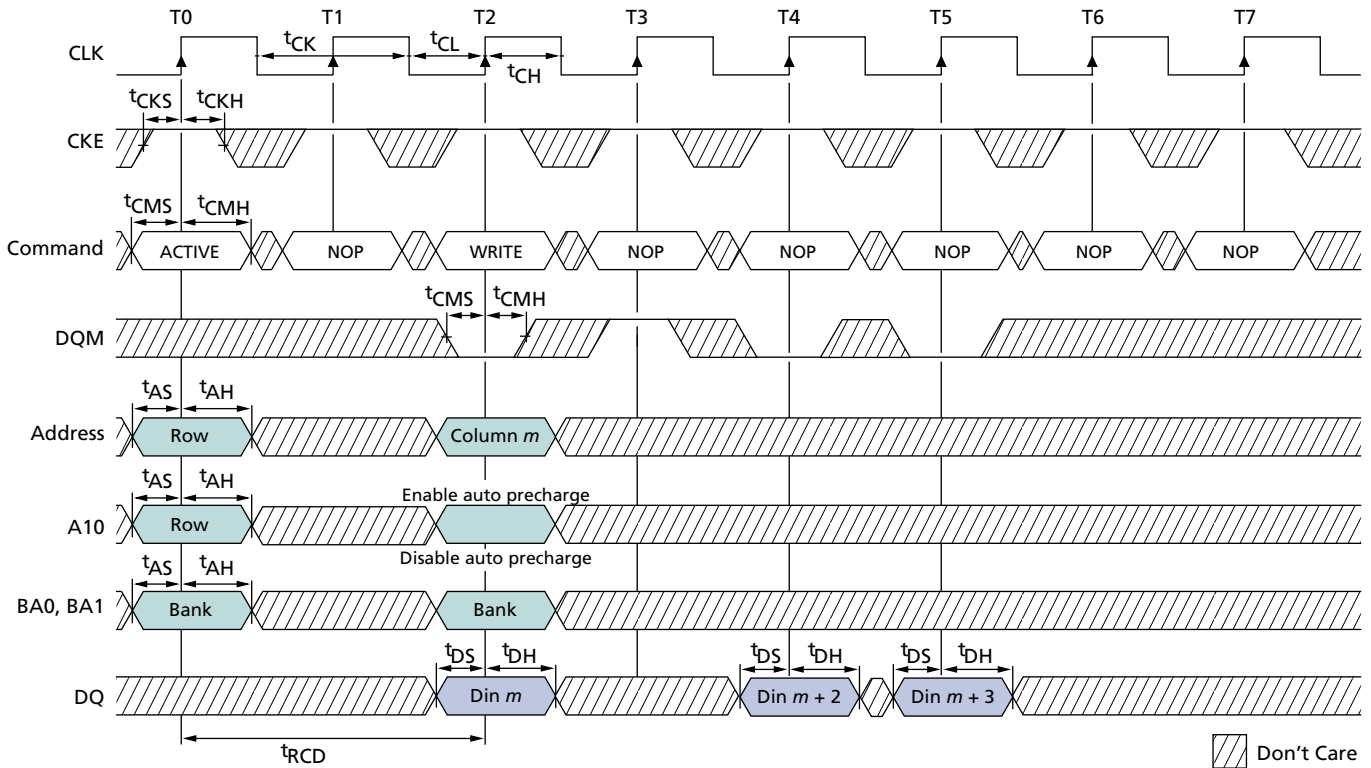 T0 T1 T2 T3 T4 T5 T6 T7
CLK
tCK tCL
tCH
tCKS tCKH
CKE
tCMS tCMH
Command ACTIVE NOP WRITE NOP NOP NOP NOP NOP
tCMS tCMH
DQM
tAS tAH
Address Row Column m
tAS tAH Enable auto precharge
A10 Row
Disable auto precharge
tAS tAH
BA0, BA1 Bank Bank
tDS tDH tDS tDH tDS tDH
DQ Din m Din m + 2 Din m + 3
tRCD
Don't Care